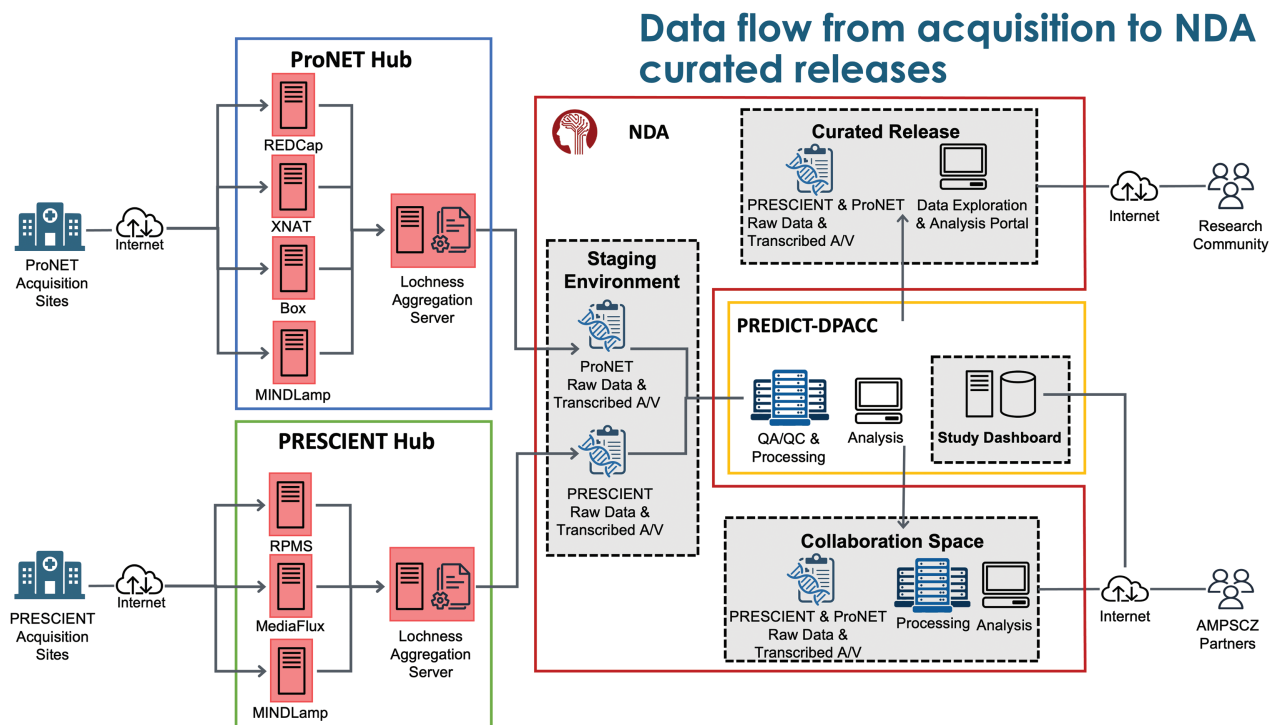 Data flow from acquisition to NDA
curated releases
ProNET Hub
REDCap
XNAT
Box
MINDLamp
ProNET
Acquisition
Sites
Internet
Lochness
Aggregation
Server
PRESCIENT Hub
RPMS
MediaFlux
MINDLamp
PRESCIENT
Acquisition
Sites
Internet
Lochness
Aggregation
Server
NDA
Staging
Environment
ProNET
Raw Data &
Transcribed A/V
PRESCIENT
Raw Data &
Transcribed A/V
Curated Release
PRESCIENT & ProNET
Raw Data &
Transcribed A/V
Data Exploration
& Analysis Portal
Internet
Research
Community
PREDICT-DPACC
QA/QC &
Processing
Analysis
Study Dashboard
Collaboration Space
PRESCIENT & ProNET
Raw Data &
Transcribed A/V
Processing
Analysis
Internet
AMPSCZ
Partners